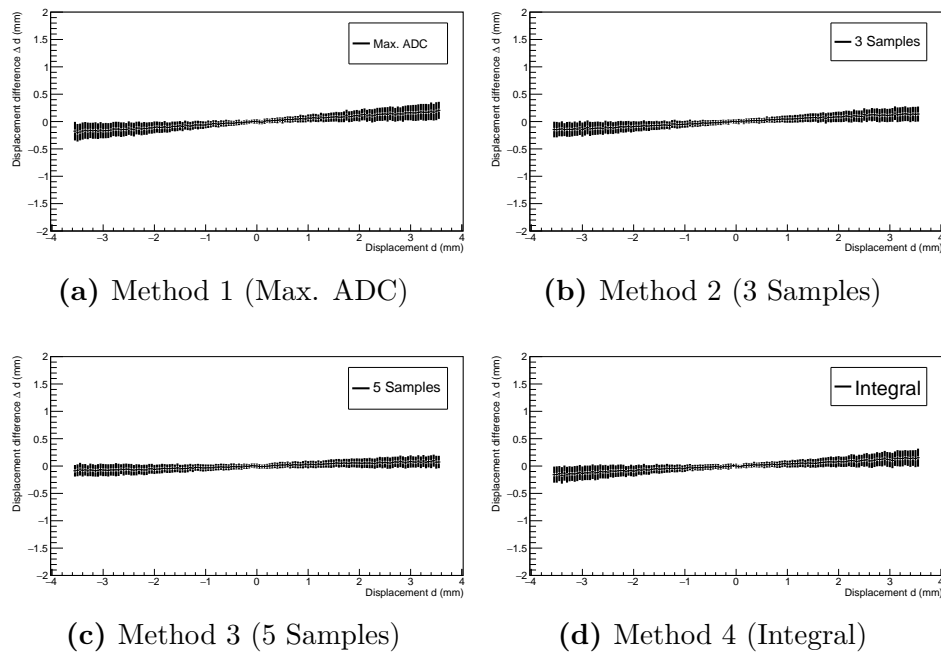 Displacement difference Δ d (mm)
2
1.5
1
0.5
0
−0.5
−1
−1.5
−2
Max. ADC
−4 −3 −2 −1 0 1 2 3 4
Displacement d (mm)
(a) Method 1 (Max. ADC)
Displacement difference Δ d (mm)
2
1.5
1
0.5
0
−0.5
−1
−1.5
−2
3 Samples
−4 −3 −2 −1 0 1 2 3 4
Displacement d (mm)
(b) Method 2 (3 Samples)
Displacement difference Δ d (mm)
2
1.5
1
0.5
0
−0.5
−1
−1.5
−2
5 Samples
−4 −3 −2 −1 0 1 2 3 4
Displacement d (mm)
(c) Method 3 (5 Samples)
Displacement difference Δ d (mm)
2
1.5
1
0.5
0
−0.5
−1
−1.5
−2
Integral
−4 −3 −2 −1 0 1 2 3 4
Displacement d (mm)
(d) Method 4 (Integral)